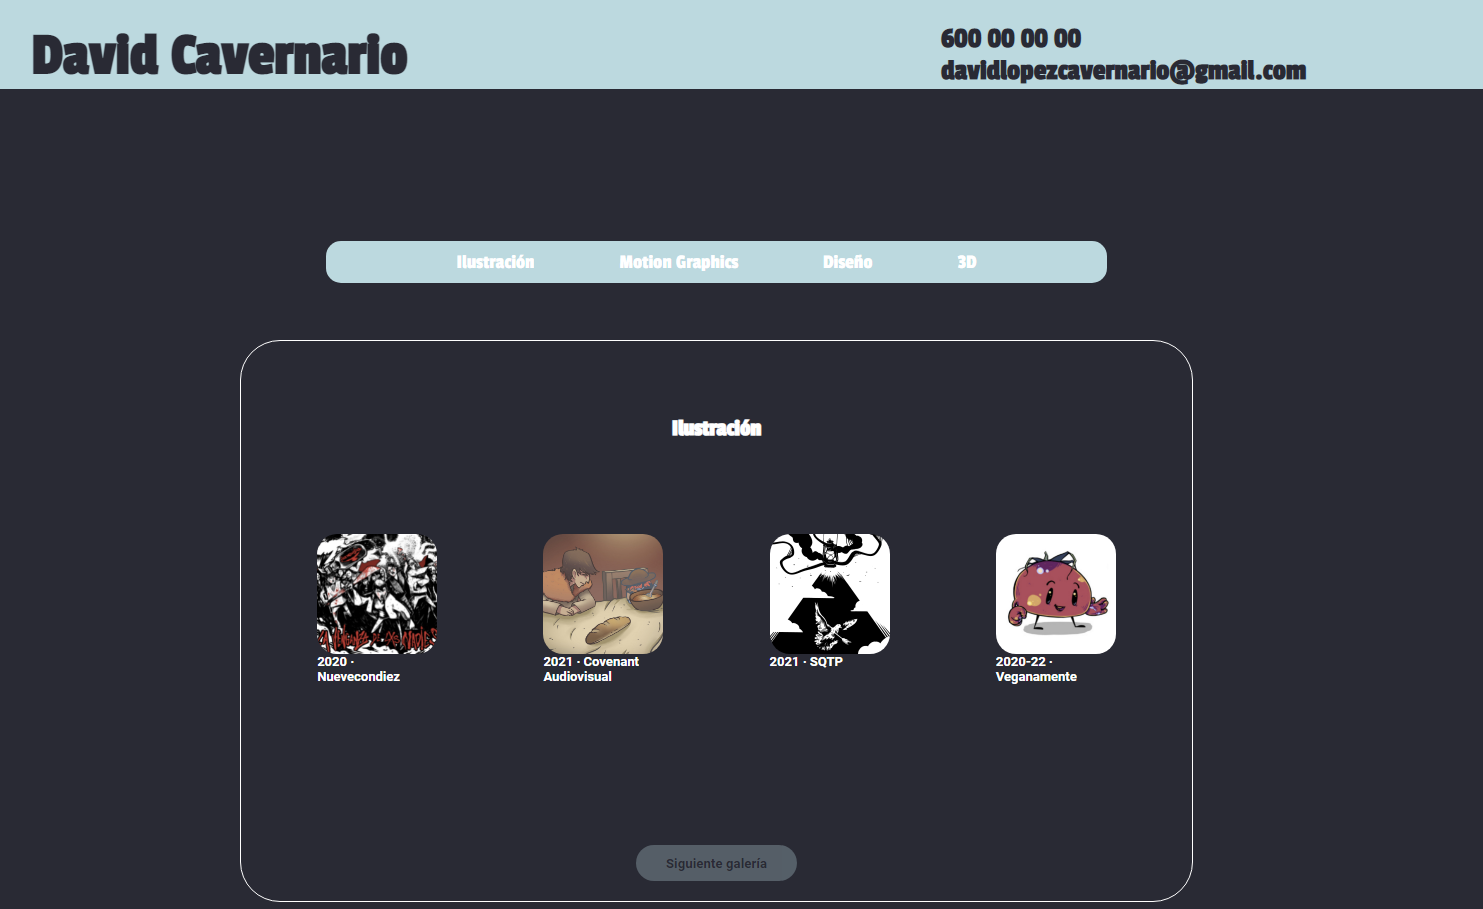 David Cavernario
600 00 00 00
davidlopezcavernario@gmail.com
Ilustración Motion Graphics Diseño 3D
Ilustración
2020 ·
Nuevecondiez
2021 · Covenant
Audiovisual
2021 · SQTP
2020-22 ·
Veganamente
Siguiente galería